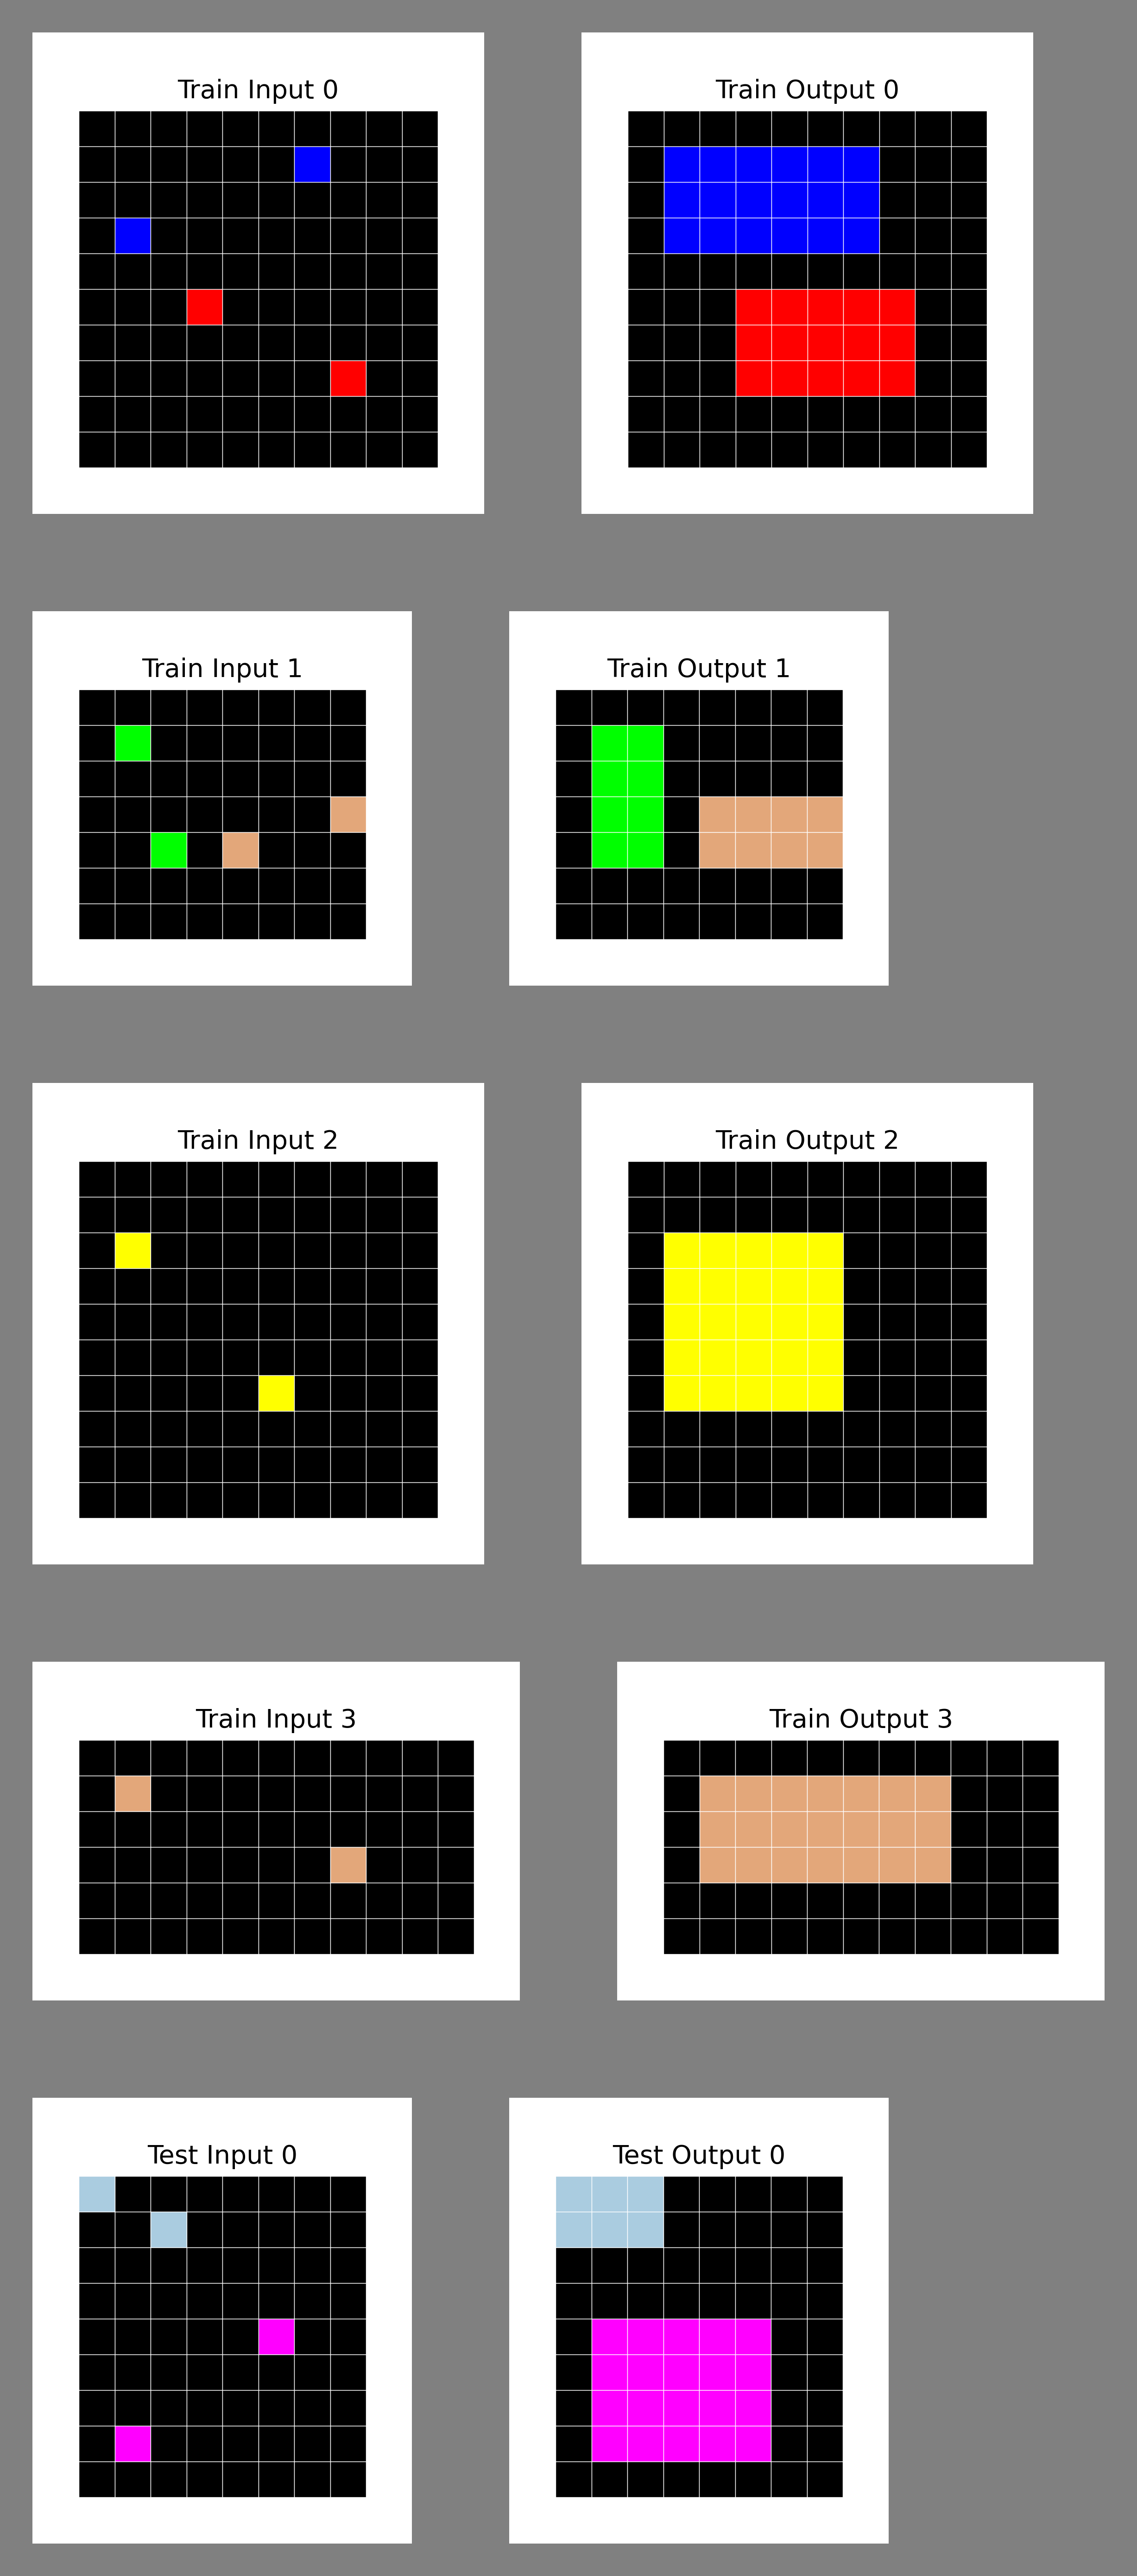 Train Input 0
Train Output 0
Train Input 1
Train Output 1
Train Input 2
Train Output 2
Train Input 3
Train Output 3
Test Input 0
Test Output 0